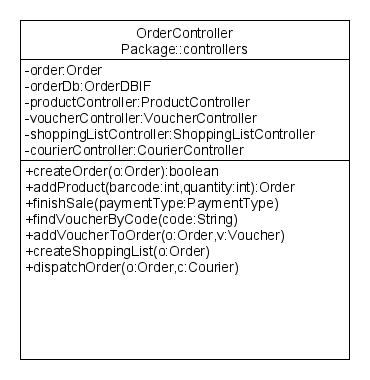 OrderController
Package::controllers
-order:Order
-orderDb:OrderDBIF
-productController:ProductController
-voucherController:VoucherController
-shoppingListController:ShoppingListController
-courierController:CourierController
+createOrder(o:Order):boolean
+addProduct(barcode:int,quantity:int):Order
+finishSale(paymentType:PaymentType)
+findVoucherByCode(code:String)
+addVoucherToOrder(o:Order,v:Voucher)
+createShoppingList(o:Order)
+dispatchOrder(o:Order,c:Courier)